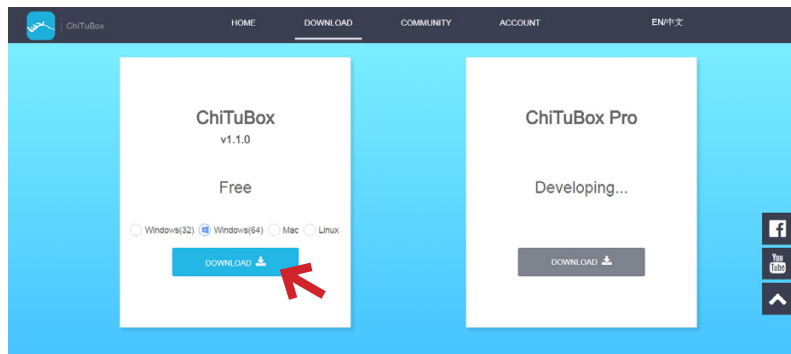 ChiTuBox HOME DOWNLOAD COMMUNITY ACCOUNT EN/中文
ChiTuBox
v1.1.0
Free
Windows(32) Windows(64) Mac Linux
DOWNLOAD
ChiTuBox Pro
Developing...
DOWNLOAD
f
You
Tube